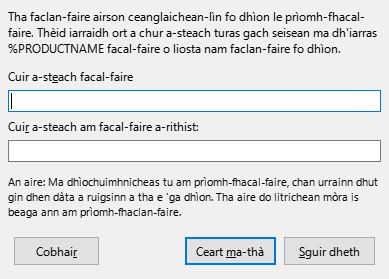 Tha faclan-faire airson ceanglaichean-lìn fo dhìon le prìomh-fhacal-
faire. Thèid iarraidh ort a chur a-steach turas gach seisean ma dh'iarras
%PRODUCTNAME facal-faire o liosta nam faclan-faire fo dhìon.
Cuir a-steach facal-faire
Cuir a-steach am facal-faire a-rithist:
An aire: Ma dhìochuimhnicheas tu am prìomh-fhacal-faire, chan urrainn dhut
gin dhen dàta a ruigsinn a tha e 'ga dhìon. Tha aire do litrichean mòra is
beaga ann am prìomh-fhaclan-faire.
Cobhair
Ceart ma-thà
Sguir dheth